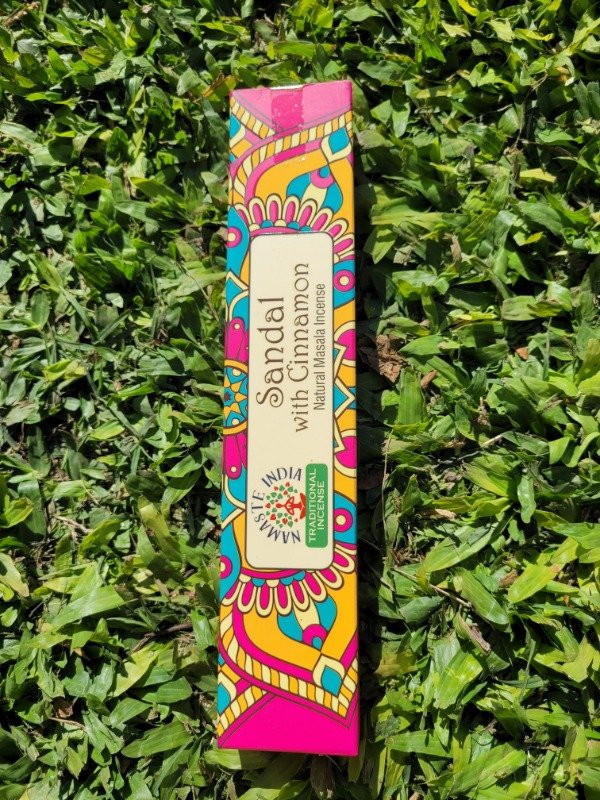 Sandal
with Cinnamon
Natural Masala Incense
NAMASTE INDIA
TRADITIONAL
INCENSE